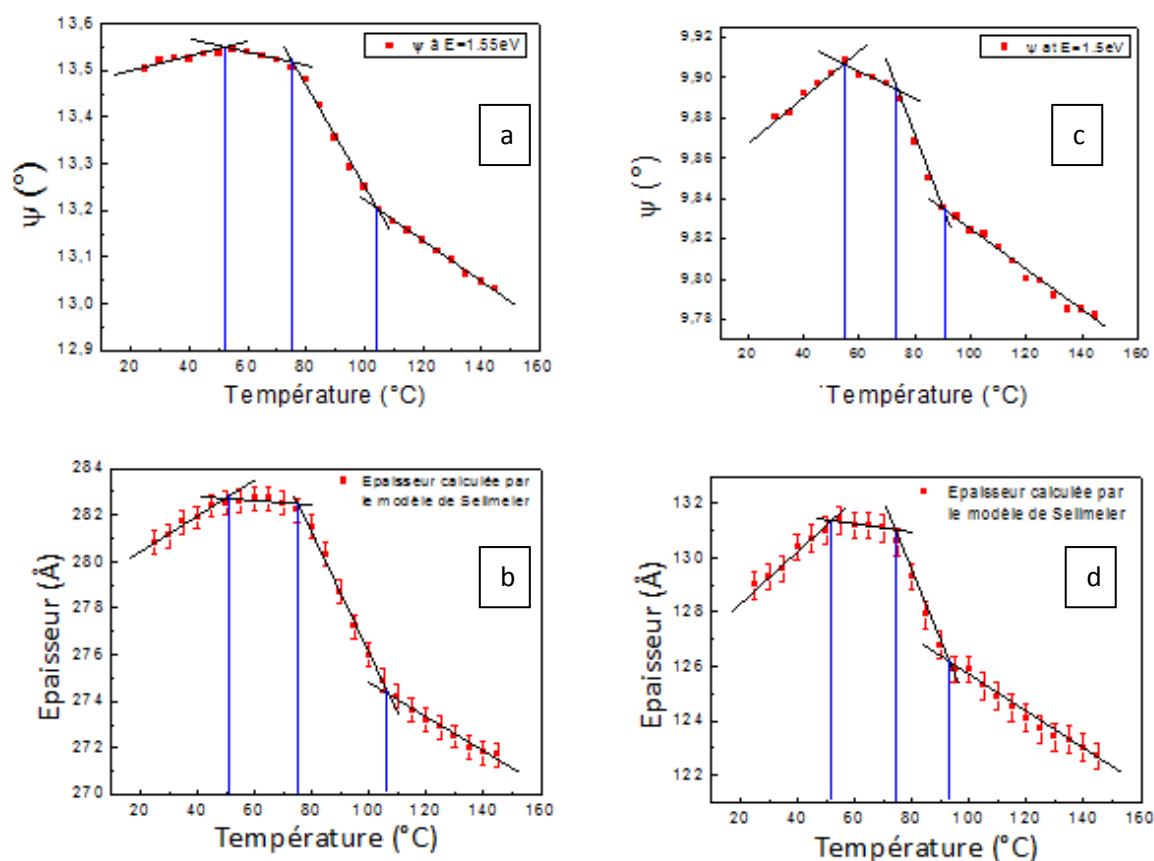 13,6
13,5
13,4
13,3
13,2
13,1
13,0
12,9
ψ (°)
ψ à E=1.55eV
a
20 40 60 80 100 120 140 160
Température (°C)
9,92
9,90
9,88
9,86
9,84
9,82
9,80
9,78
ψ (°)
ψ at E=1.5eV
c
20 40 60 80 100 120 140 160
Température (°C)
284
282
280
278
276
274
272
270
Epaisseur (Å)
Epaisseur calculée par
le modèle de Sellmeier
b
20 40 60 80 100 120 140 160
Température (°C)
132
130
128
126
124
122
Epaisseur (Å)
Epaisseur calculée par
le modèle de Sellmeier
d
20 40 60 80 100 120 140 160
Température (°C)